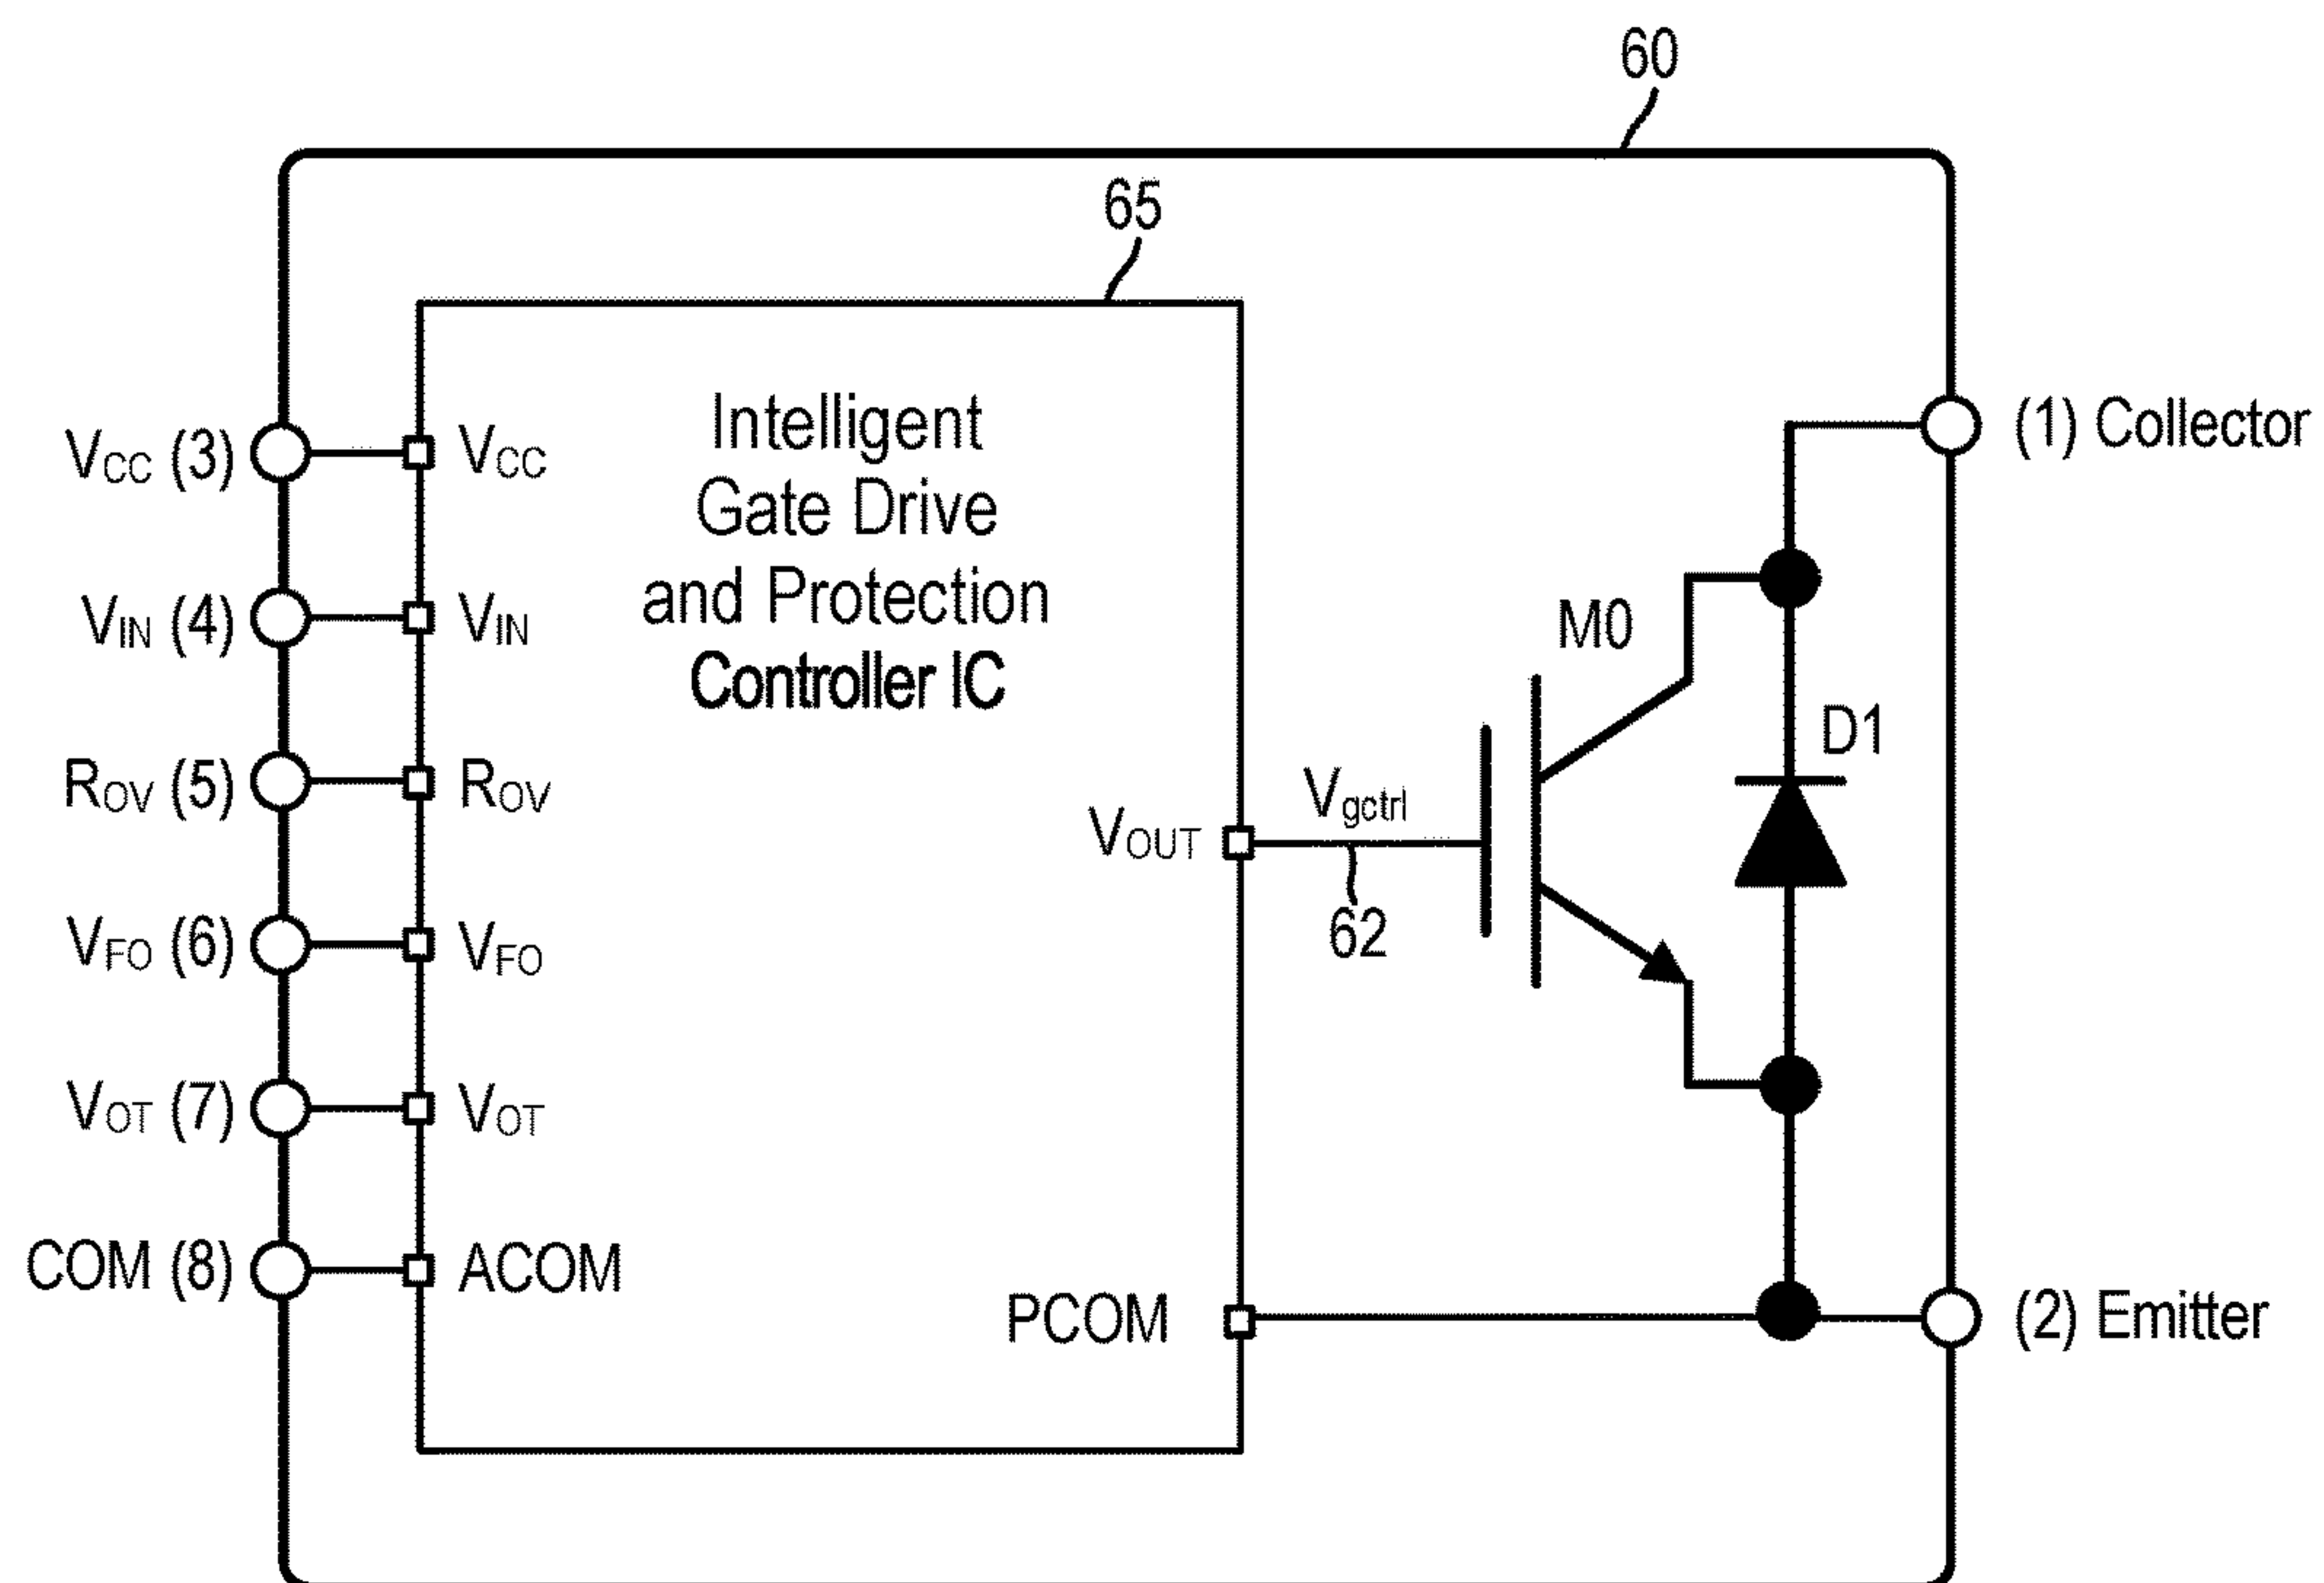 60
65
Intelligent
Gate Drive
and Protection
Controller IC
VCC (3)
VCC
VIN (4)
VIN
ROV (5)
ROV
VFO (6)
VFO
VOT (7)
VOT
COM (8)
ACOM
VOUT
PCOM
Vgctrl
62
M0
D1
(1) Collector
(2) Emitter